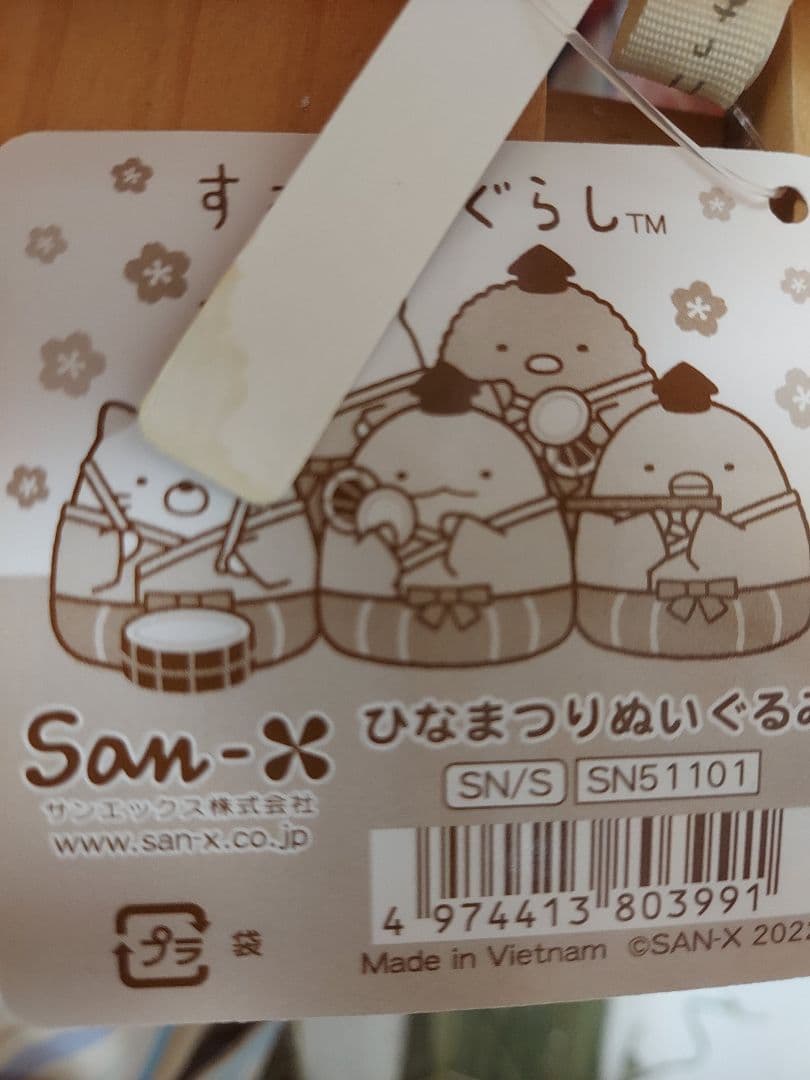 す ぐらし™
San-X
サンエックス株式会社
www.san-x.co.jp
ひなまつりぬいぐるみ
SN/S SN51101
4 974413 803991
Made in Vietnam ©SAN-X 202
プラ 袋